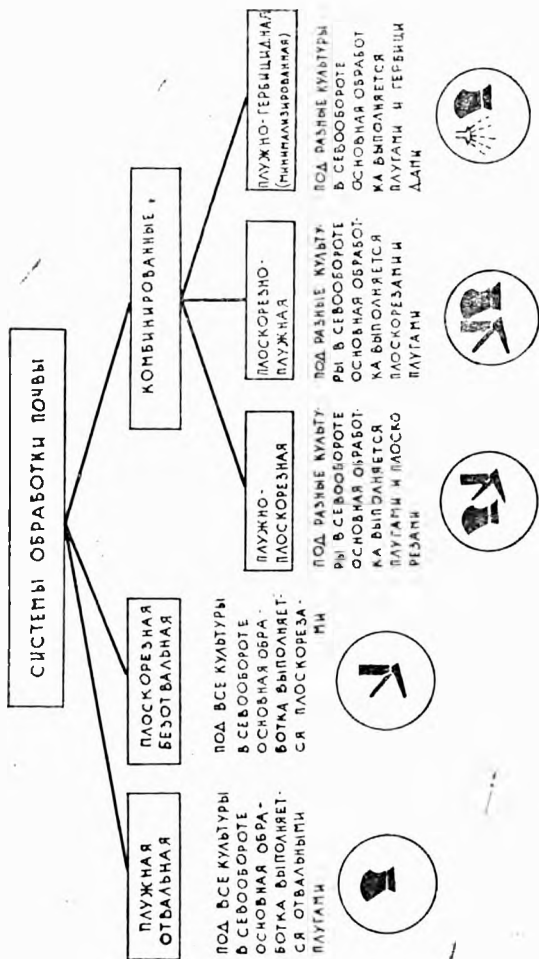 СИСТЕМЫ ОБРАБОТКИ ПОЧВЫ
ПЛУЖНАЯ
ОТВАЛЬНАЯ
ПЛОСКОРЕЗНАЯ
БЕЗОТВАЛЬНАЯ
КОМБИНИРОВАННЫЕ,
ПЛУЖНО-
ПЛОСКОРЕЗНАЯ
ПЛОСКОРЕЗНО-
ПЛУЖНАЯ
ПЛУЖНО-ГЕРБИЦИДНАЯ
(МИНИМАЛИЗИРОВАННАЯ)
ПОД ВСЕ КУЛЬТУРЫ
В СЕВООБОРОТЕ
ОСНОВНАЯ ОБРА-
БОТКА ВЫПОЛНЯЕТ-
СЯ ОТВАЛЬНЫМИ
ПЛУГАМИ
ПОД ВСЕ КУЛЬТУРЫ
В СЕВООБОРОТЕ
ОСНОВНАЯ ОБРА-
БОТКА ВЫПОЛНЯЕТ-
СЯ ПЛОСКОРЕЗА-
МИ
ПОД РАЗНЫЕ КУЛЬТУ-
РЫ В СЕВООБОРОТЕ
ОСНОВНАЯ ОБРАБОТ-
КА ВЫПОЛНЯЕТСЯ
ПЛУГАМИ И ПЛОСКО
РЕЗАМИ
ПОД РАЗНЫЕ КУЛЬТУ-
РЫ В СЕВООБОРОТЕ
ОСНОВНАЯ ОБРАБОТ-
КА ВЫПОЛНЯЕТСЯ
ПЛОСКОРЕЗАМИ И
ПЛУГАМИ
ПОД РАЗНЫЕ КУЛЬТУРЫ
В СЕВООБОРОТЕ
ОСНОВНАЯ ОБРАБОТ
КА ВЫПОЛНЯЕТСЯ
ПЛУГАМИ И ГЕРБИЦИ
ДАМИ